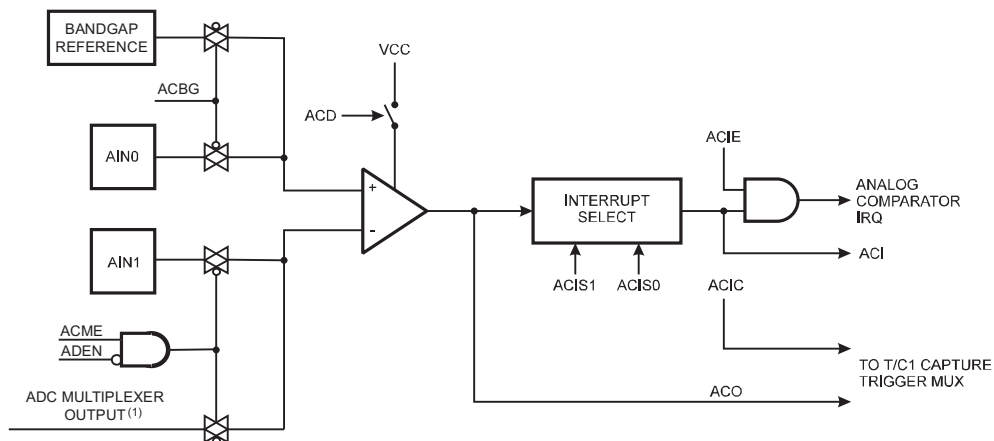 BANDGAP
REFERENCE
VCC
ACBG
ACD
AIN0
ACIE
+
-
INTERRUPT
SELECT
ANALOG
COMPARATOR
IRQ
AIN1
ACI
ACIS1 ACIS0 ACIC
ACME
ADEN
TO T/C1 CAPTURE
TRIGGER MUX
ADC MULTIPLEXER
OUTPUT(1)
ACO